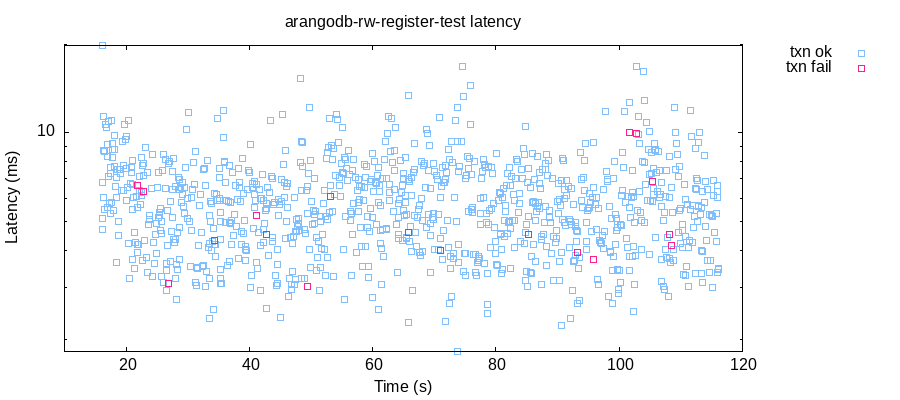 arangodb-rw-register-test latency
txn ok
txn fail
10
Latency (ms)
20 40 60 80 100 120
Time (s)